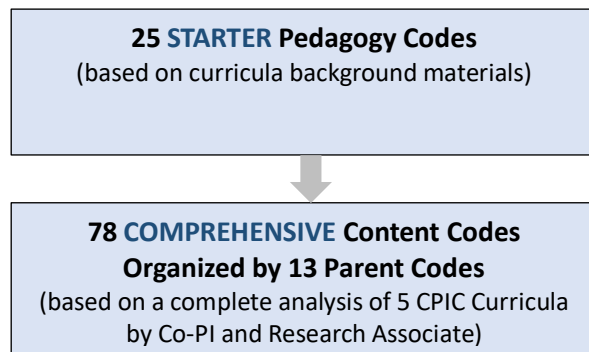 25 STARTER Pedagogy Codes
(based on curricula background materials)
78 COMPREHENSIVE Content Codes
Organized by 13 Parent Codes
(based on a complete analysis of 5 CPIC Curricula
by Co-PI and Research Associate)